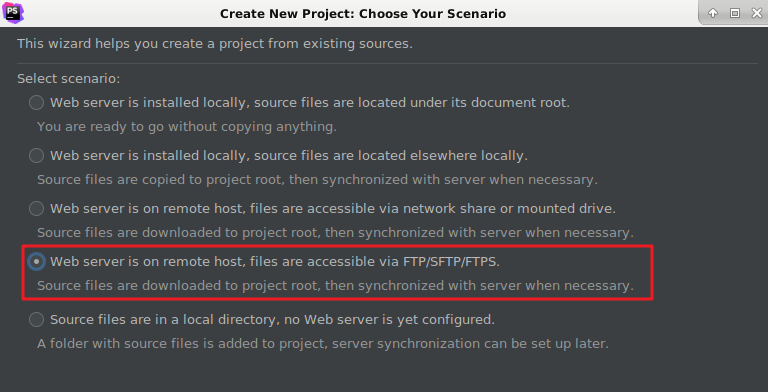 PS
Create New Project: Choose Your Scenario
This wizard helps you create a project from existing sources.
Select scenario:
Web server is installed locally, source files are located under its document root.
You are ready to go without copying anything.
Web server is installed locally, source files are located elsewhere locally.
Source files are copied to project root, then synchronized with server when necessary.
Web server is on remote host, files are accessible via network share or mounted drive.
Source files are downloaded to project root, then synchronized with server when necessary.
Web server is on remote host, files are accessible via FTP/SFTP/FTPS.
Source files are downloaded to project root, then synchronized with server when necessary.
Source files are in a local directory, no Web server is yet configured.
A folder with source files is added to project, server synchronization can be set up later.